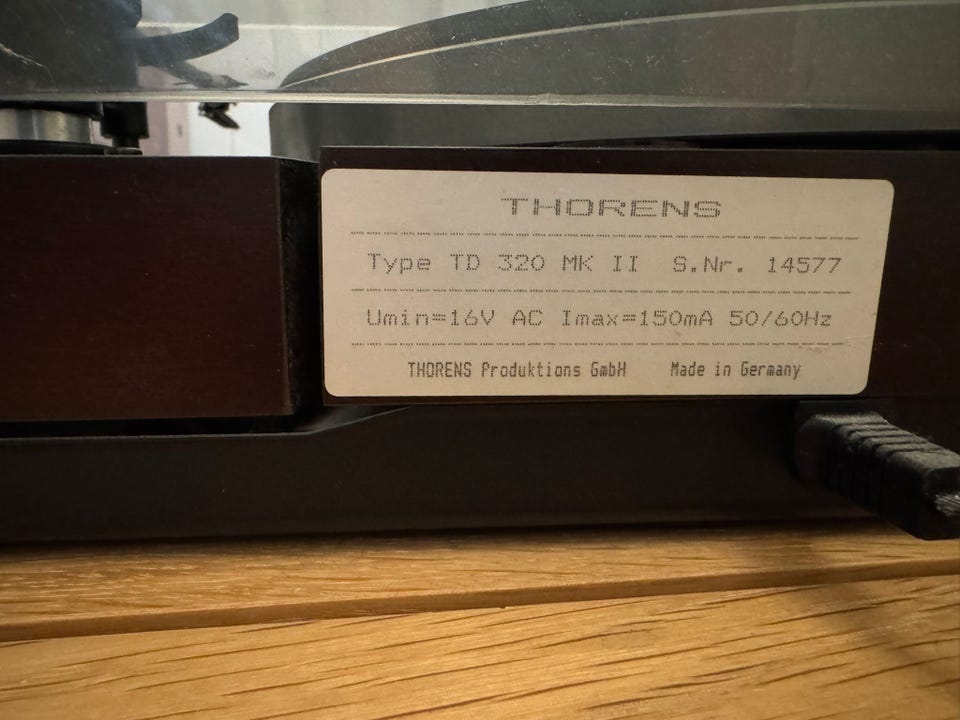 THORENS
Type TD 320 MK II S.Nr. 14577
Umin=16V AC Imax=150mA 50/60Hz
THORENS Produktions GmbH Made in Germany